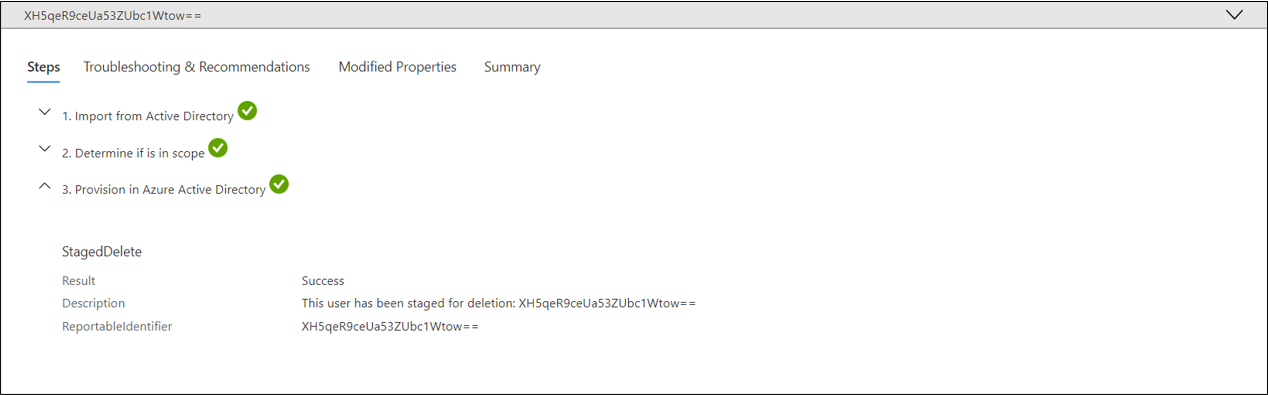 XH5qeR9ceUa53ZUbc1Wtow==
Steps Troubleshooting & Recommendations Modified Properties Summary
1. Import from Active Directory
2. Determine if is in scope
3. Provision in Azure Active Directory
StagedDelete
Result Success
Description This user has been staged for deletion: XH5qeR9ceUa53ZUbc1Wtow==
ReportableIdentifier XH5qeR9ceUa53ZUbc1Wtow==